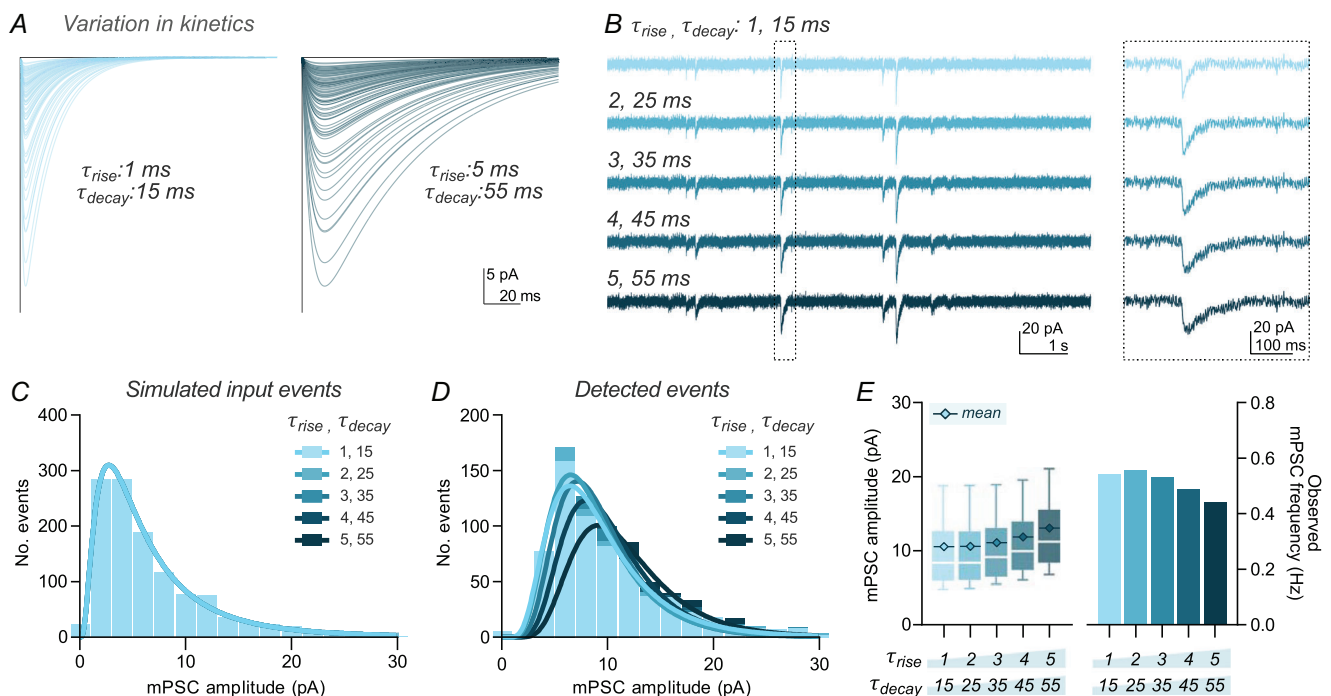 A Variation in kinetics
τrise:1 ms
τdecay:15 ms
τrise:5 ms
τdecay:55 ms
5 pA
20 ms
B τrise , τdecay: 1, 15 ms
2, 25 ms
3, 35 ms
4, 45 ms
5, 55 ms
20 pA
1 s
20 pA
100 ms
C Simulated input events
No. events
400
300
200
100
0
0 10 20 30
mPSC amplitude (pA)
τrise , τdecay
1, 15
2, 25
3, 35
4, 45
5, 55
D Detected events
No. events
200
150
100
50
0
0 10 20 30
mPSC amplitude (pA)
τrise , τdecay
1, 15
2, 25
3, 35
4, 45
5, 55
E
mPSC amplitude (pA)
30
20
10
0
mean
0.8
0.6
0.4
0.2
0.0
Observed
mPSC frequency (Hz)
τrise 1 2 3 4 5 1 2 3 4 5
τdecay 15 25 35 45 55 15 25 35 45 55